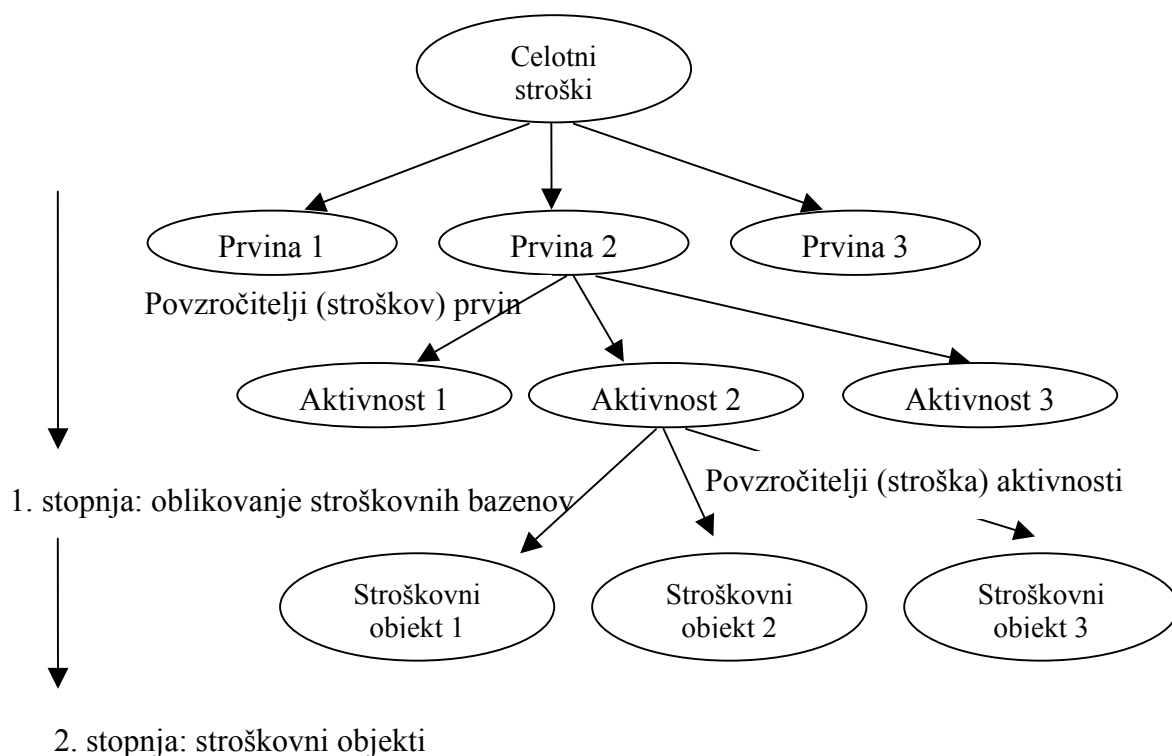 Celotni
stroški
Prvina 1
Prvina 2
Prvina 3
Povzročitelji (stroškov) prvin
Aktivnost 1
Aktivnost 2
Aktivnost 3
Povzročitelji (stroška) aktivnosti
1. stopnja: oblikovanje stroškovnih bazenov
Stroškovni
objekt 1
Stroškovni
objekt 2
Stroškovni
objekt 3
2. stopnja: stroškovni objekti